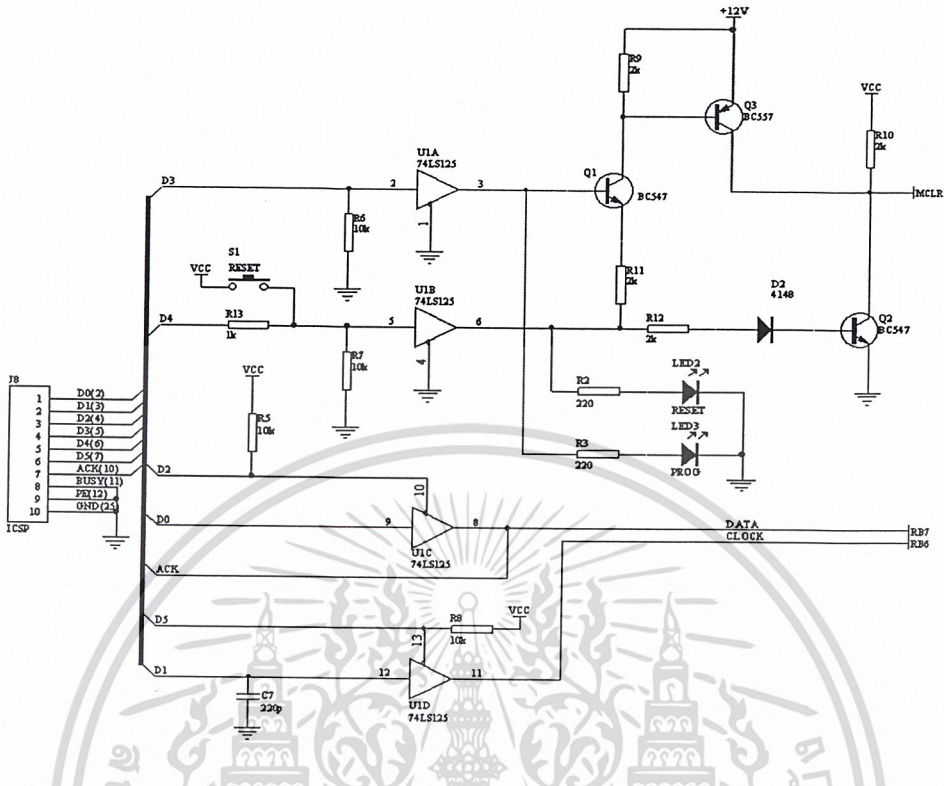 +12V
R9
2k
Q3
BC557
VCC
R10
2k
U1A
74LS125
D3
2
3
1
Q1
BC547
MCLR
R6
10k
S1
RESET
VCC
R11
2k
D2
4148
U1B
74LS125
D4
R13
1k
5
6
4
R12
2k
Q2
BC547
R7
10k
VCC
LED2
R2
220
RESET
J8
R5
10k
LED3
R3
220
PROG
1 D0(2)
2 D1(3)
3 D2(4)
4 D3(5)
5 D4(6)
6 D5(7)
7 ACK(10)
8 BUSY(11)
9 PE(12)
10 GND(25)
ICSP
D2
10
D0
9
8
DATA
RB7
CLOCK
RB6
U1C
74LS125
ACK
D5
R8
10k
VCC
13
D1
12
11
C7
220p
U1D
74LS125